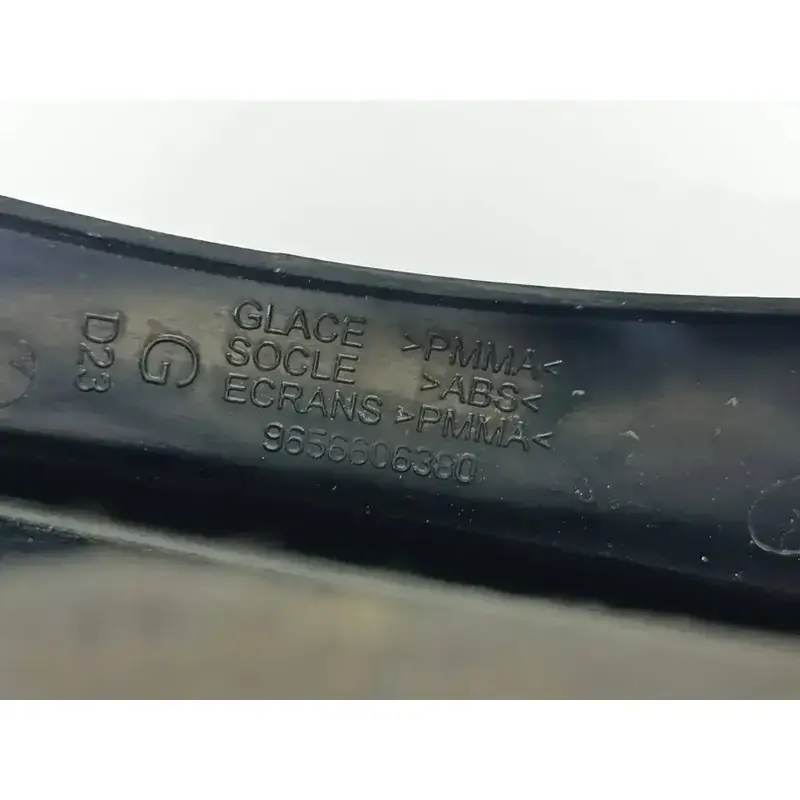 GLACE >PMMA<
SOCLE >ABS<
ECRANS >PMMA<
9656606380
G
D23